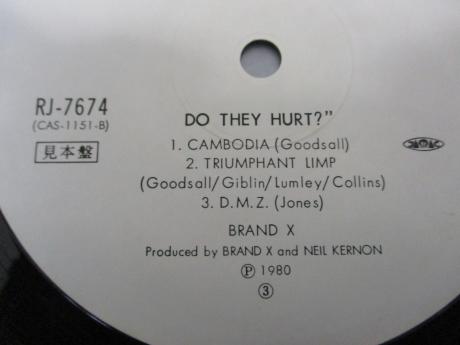 RJ-7674
(CAS-1151-B)
見本盤
DO THEY HURT?”
1. CAMBODIA (Goodsall)
2. TRIUMPHANT LIMP
(Goodsall/Giblin/Lumley/Collins)
3. D.M.Z. (Jones)
BRAND X
Produced by BRAND X and NEIL KERNON
Ⓟ 1980
③